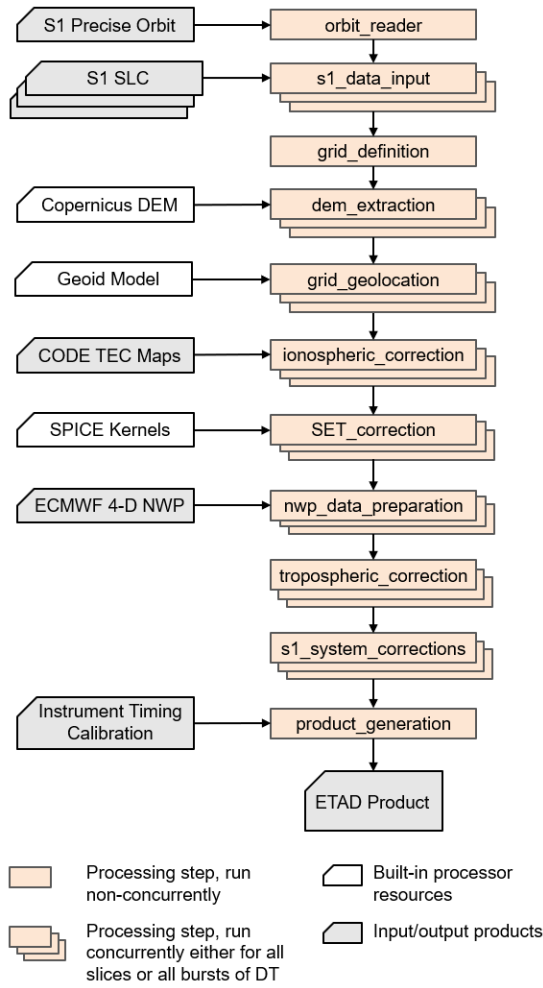 S1 Precise Orbit
orbit_reader
S1 SLC
s1_data_input
grid_definition
Copernicus DEM
dem_extraction
Geoid Model
grid_geolocation
CODE TEC Maps
ionospheric_correction
SPICE Kernels
SET_correction
ECMWF 4-D NWP
nwp_data_preparation
tropospheric_correction
s1_system_corrections
Instrument Timing
Calibration
product_generation
ETAD Product
Processing step, run
non-concurrently
Built-in processor
resources
Processing step, run
concurrently either for all
slices or all bursts of DT
Input/output products